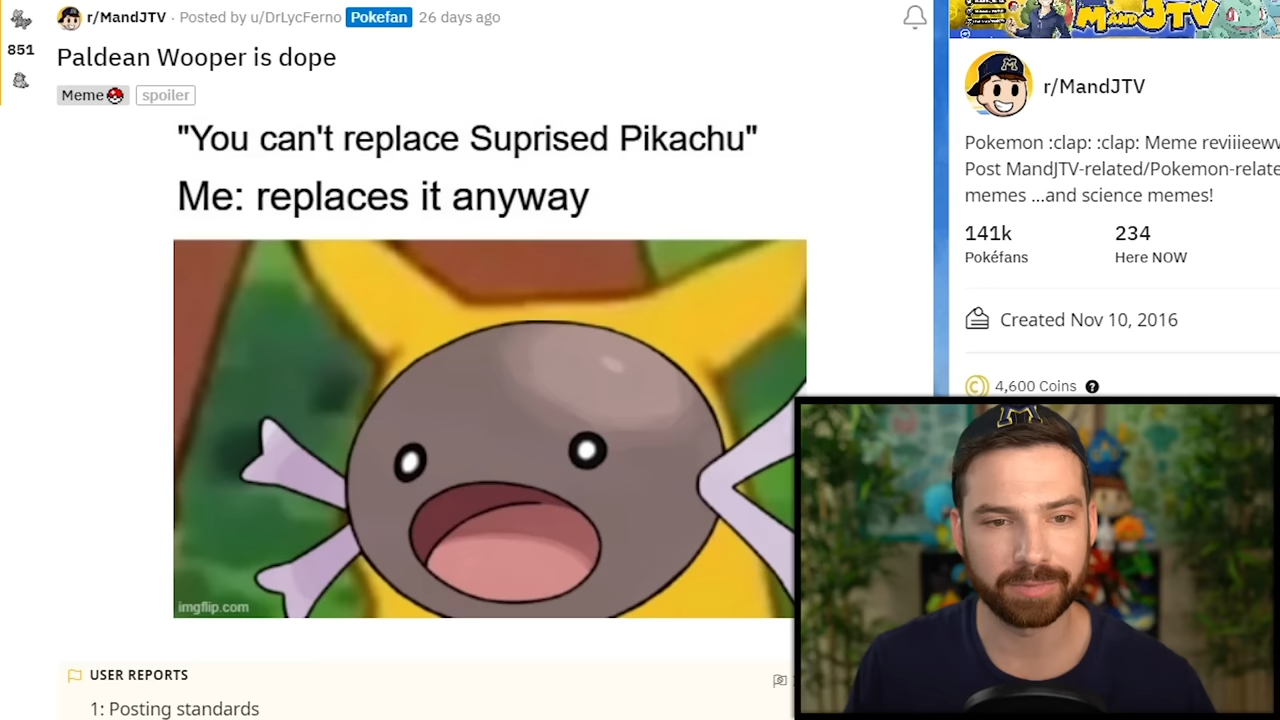 r/MandJTV · Posted by u/DrLycFerno Pokefan 26 days ago
851
Paldean Wooper is dope
Meme spoiler
"You can't replace Suprised Pikachu"
Me: replaces it anyway
imgflip.com
USER REPORTS
1: Posting standards
MANDJTV
M
r/MandJTV
Pokemon :clap: :clap: Meme reviiieeww
Post MandJTV-related/Pokemon-relate
memes ...and science memes!
141k
234
Pokéfans
Here NOW
Created Nov 10, 2016
4,600 Coins
M